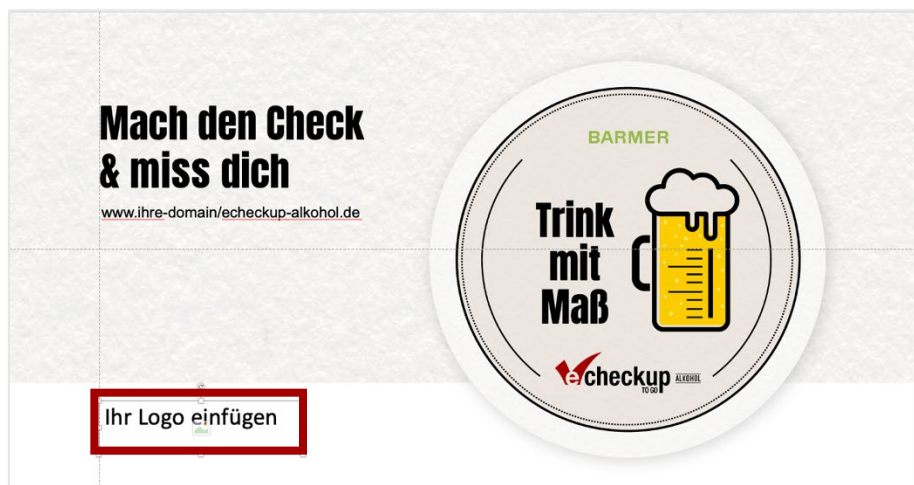 Mach den Check
& miss dich
www.ihre-domain/echeckup-alkohol.de
BARMER
Trink
mit
Maß
echeckup
TO GO
ALKOHOL
Ihr Logo einfügen